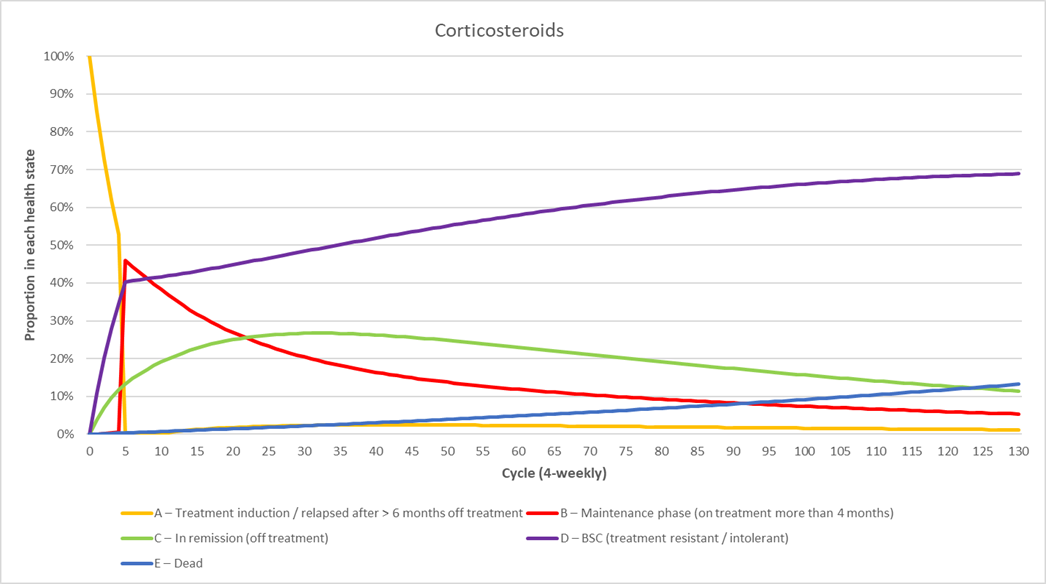 Corticosteroids
100%
90%
80%
70%
60%
50%
40%
30%
20%
10%
0%
Proportion in each health state
0 5 10 15 20 25 30 35 40 45 50 55 60 65 70 75 80 85 90 95 100 105 110 115 120 125 130
Cycle (4-weekly)
A – Treatment induction / relapsed after > 6 months off treatment B – Maintenance phase (on treatment more than 4 months)
C – In remission (off treatment) D – BSC (treatment resistant / intolerant)
E – Dead